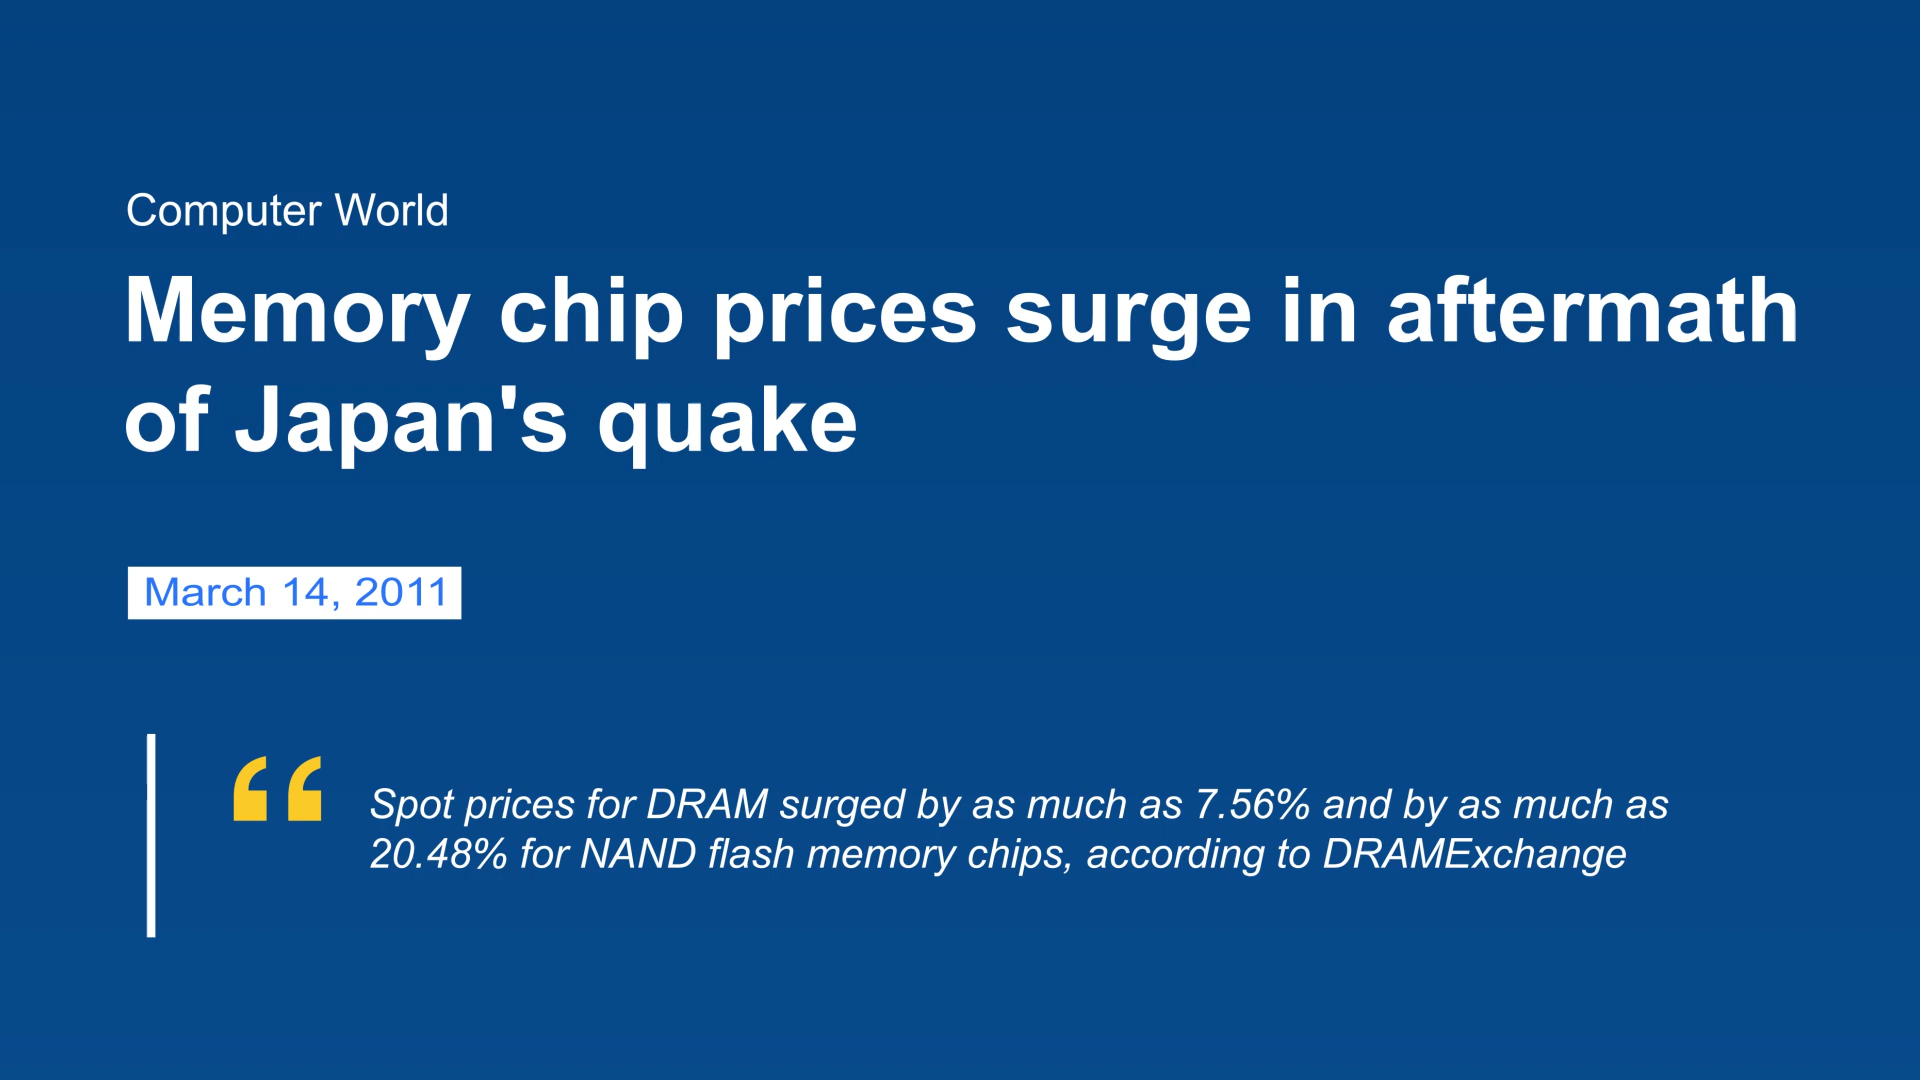 Computer World
Memory chip prices surge in aftermath
of Japan's quake
March 14, 2011
“ Spot prices for DRAM surged by as much as 7.56% and by as much as
20.48% for NAND flash memory chips, according to DRAMExchange